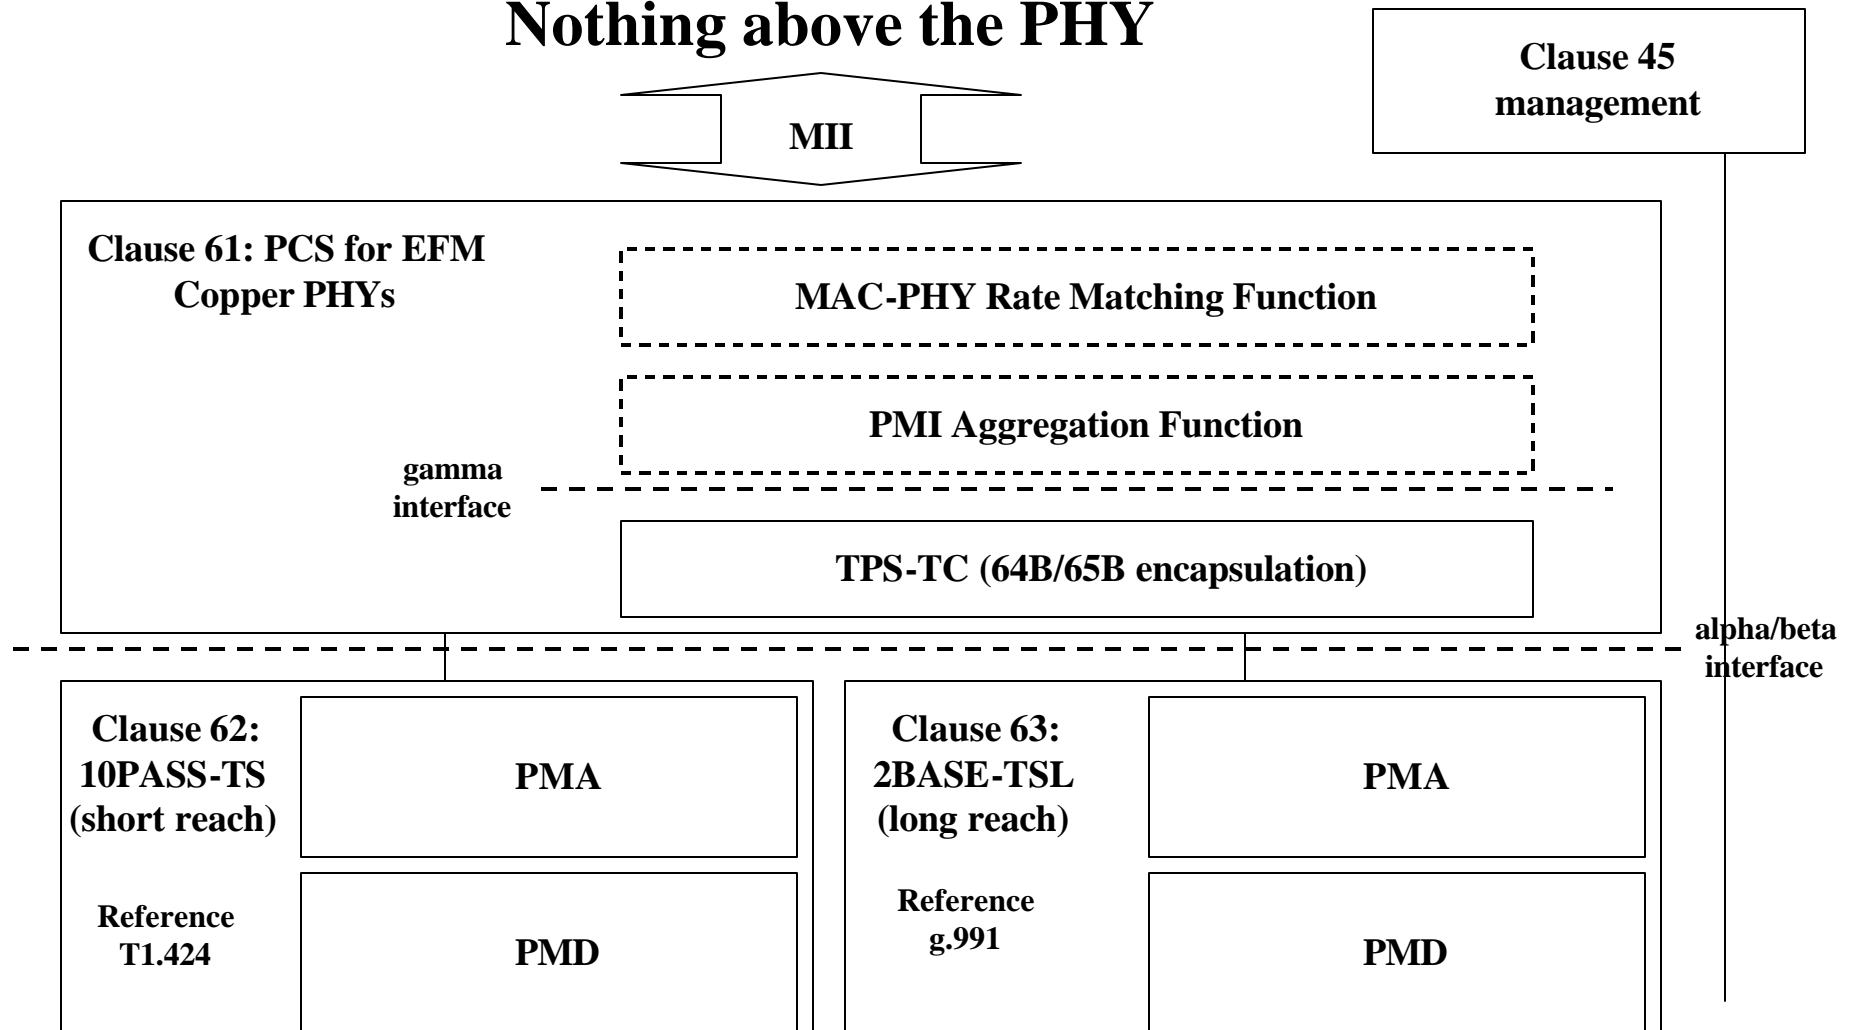 Nothing above the PHY
Clause 45
management
MII
Clause 61: PCS for EFM
Copper PHYs
MAC-PHY Rate Matching Function
PMI Aggregation Function
gamma
interface
TPS-TC (64B/65B encapsulation)
alpha/beta
interface
Clause 62:
10PASS-TS
(short reach)
PMA
Reference
T1.424
PMD
Clause 63:
2BASE-TSL
(long reach)
PMA
Reference
g.991
PMD